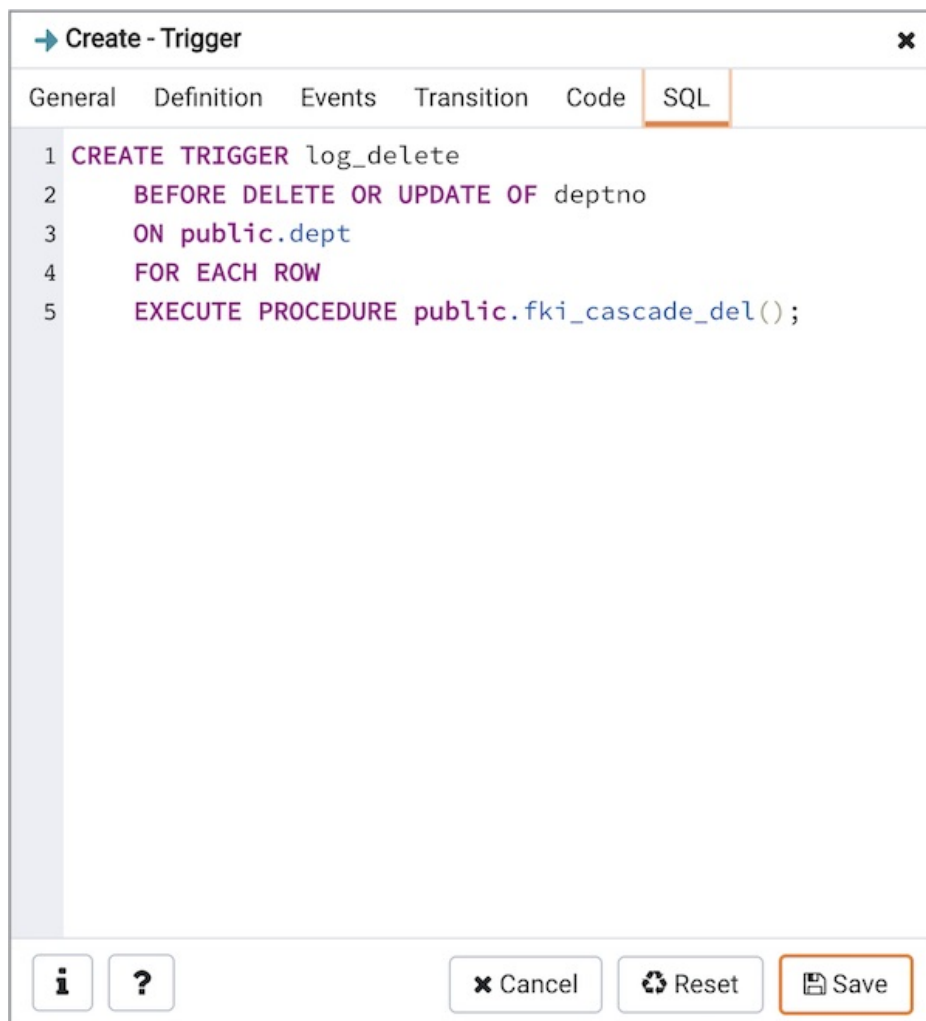 Create - Trigger
General Definition Events Transition Code SQL
1 CREATE TRIGGER log_delete
2 BEFORE DELETE OR UPDATE OF deptno
3 ON public.dept
4 FOR EACH ROW
5 EXECUTE PROCEDURE public.fki_cascade_del();
i ? Cancel Reset Save